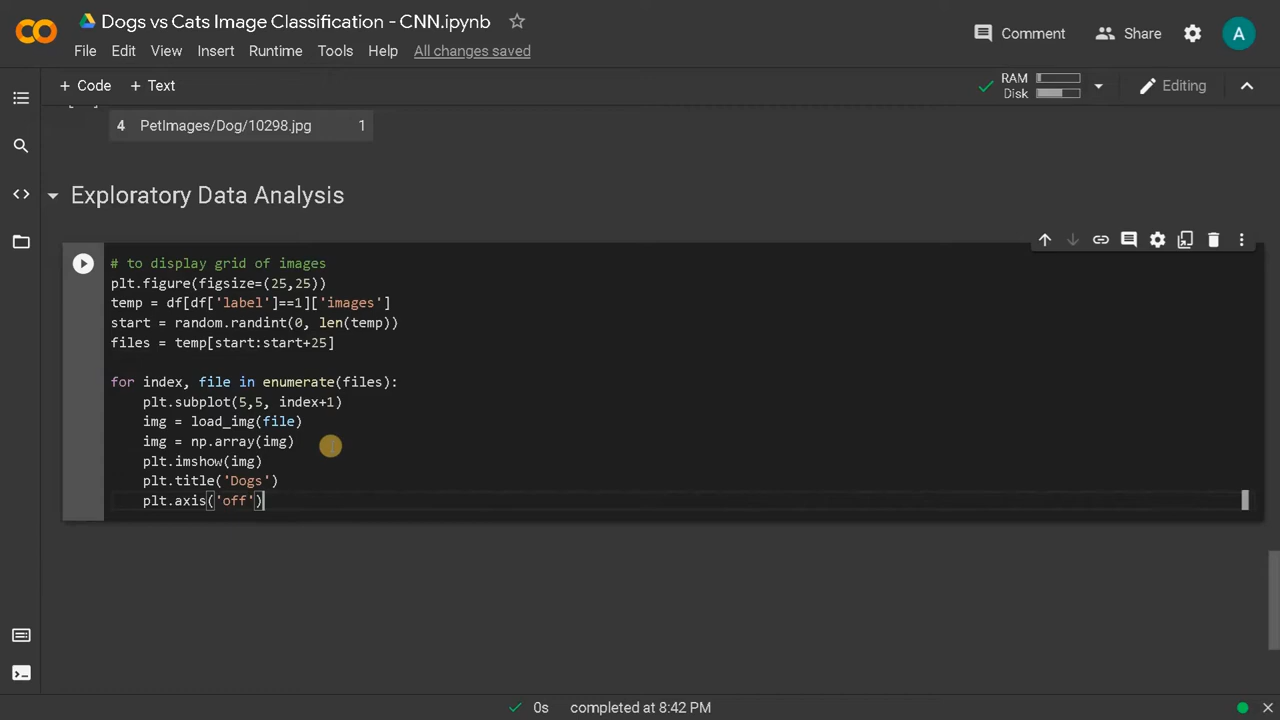 Dogs vs Cats Image Classification - CNN.ipynb
File Edit View Insert Runtime Tools Help All changes saved
Comment Share A
+ Code + Text
RAM
Disk
Editing
4 PetImages/Dog/10298.jpg 1
Exploratory Data Analysis
# to display grid of images
plt.figure(figsize=(25,25))
temp = df[df['label']==1]['images']
start = random.randint(0, len(temp))
files = temp[start:start+25]
for index, file in enumerate(files):
plt.subplot(5,5, index+1)
img = load_img(file)
img = np.array(img)
plt.imshow(img)
plt.title('Dogs')
plt.axis('off')
0s completed at 8:42 PM